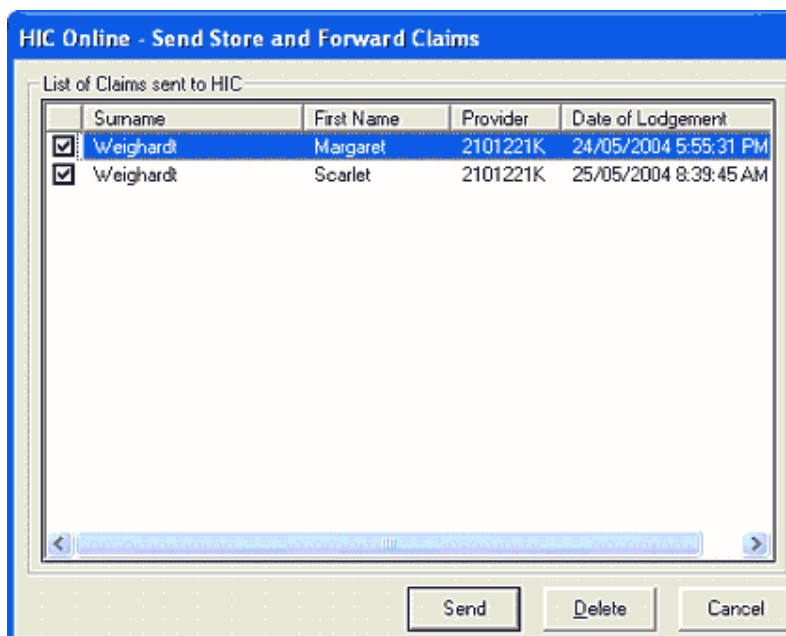 HIC Online - Send Store and Forward Claims
List of Claims sent to HIC
Surname First Name Provider Date of Lodgement
Weighardt Margaret 2101221K 24/05/2004 5:55:31 PM
Weighardt Scarlet 2101221K 25/05/2004 8:39:45 AM
Send Delete Cancel